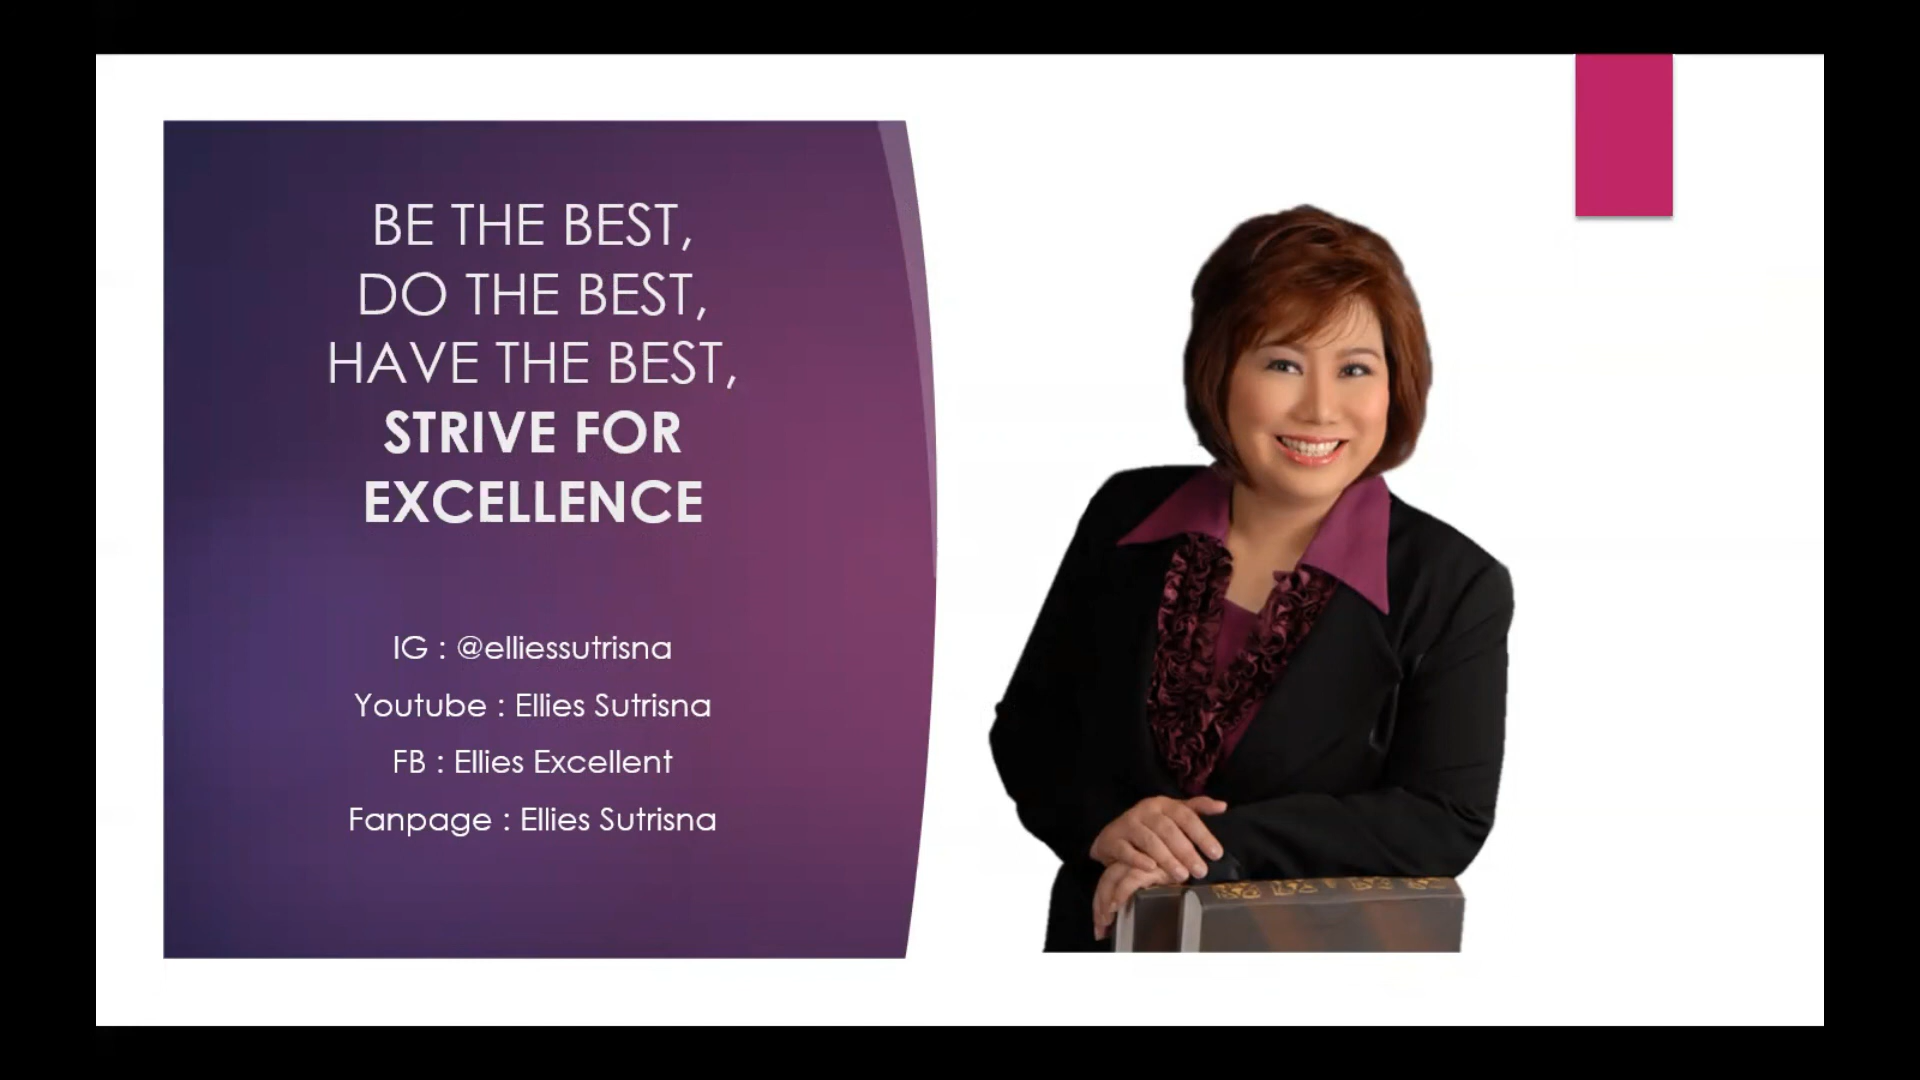 BE THE BEST,
DO THE BEST,
HAVE THE BEST,
STRIVE FOR
EXCELLENCE
IG : @elliessutrisna
Youtube : Ellies Sutrisna
FB : Ellies Excellent
Fanpage : Ellies Sutrisna